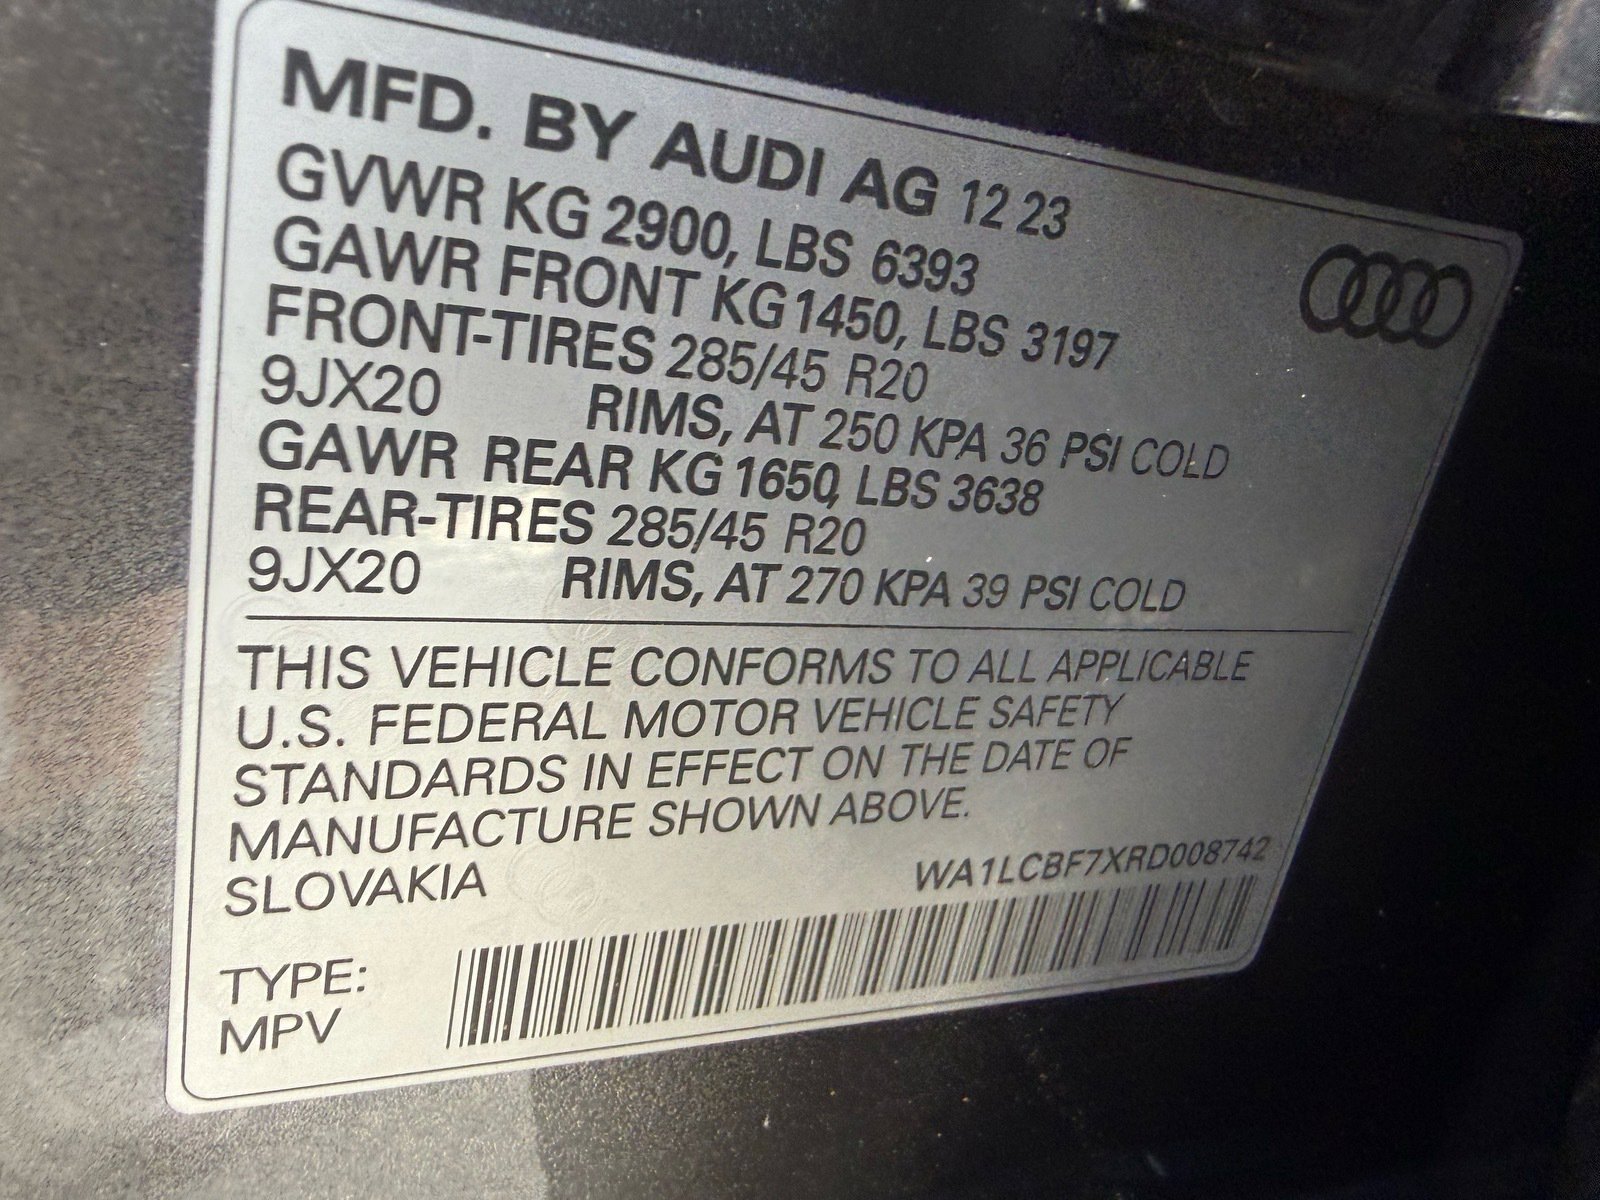 MFD. BY AUDI AG 12 23
GVWR KG 2900, LBS 6393
GAWR FRONT KG 1450, LBS 3197
FRONT-TIRES 285/45 R20
9JX20 RIMS, AT 250 KPA 36 PSI COLD
GAWR REAR KG 1650, LBS 3638
REAR-TIRES 285/45 R20
9JX20 RIMS, AT 270 KPA 39 PSI COLD
THIS VEHICLE CONFORMS TO ALL APPLICABLE
U.S. FEDERAL MOTOR VEHICLE SAFETY
STANDARDS IN EFFECT ON THE DATE OF
MANUFACTURE SHOWN ABOVE.
SLOVAKIA WA1LCBF7XRD008742
TYPE:
MPV